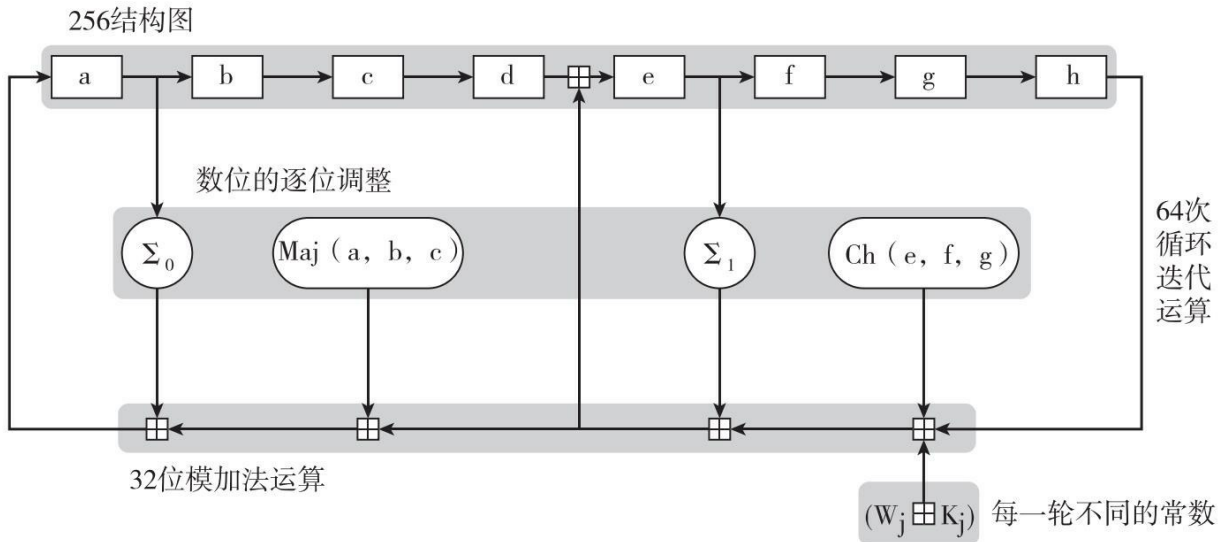 256结构图
a b c d e f g h
数位的逐位调整
Σ₀ Maj（a，b，c） Σ₁ Ch（e，f，g）
64次
循环
迭代
运算
32位模加法运算
(Wⱼ ⊞ Kⱼ) 每一轮不同的常数